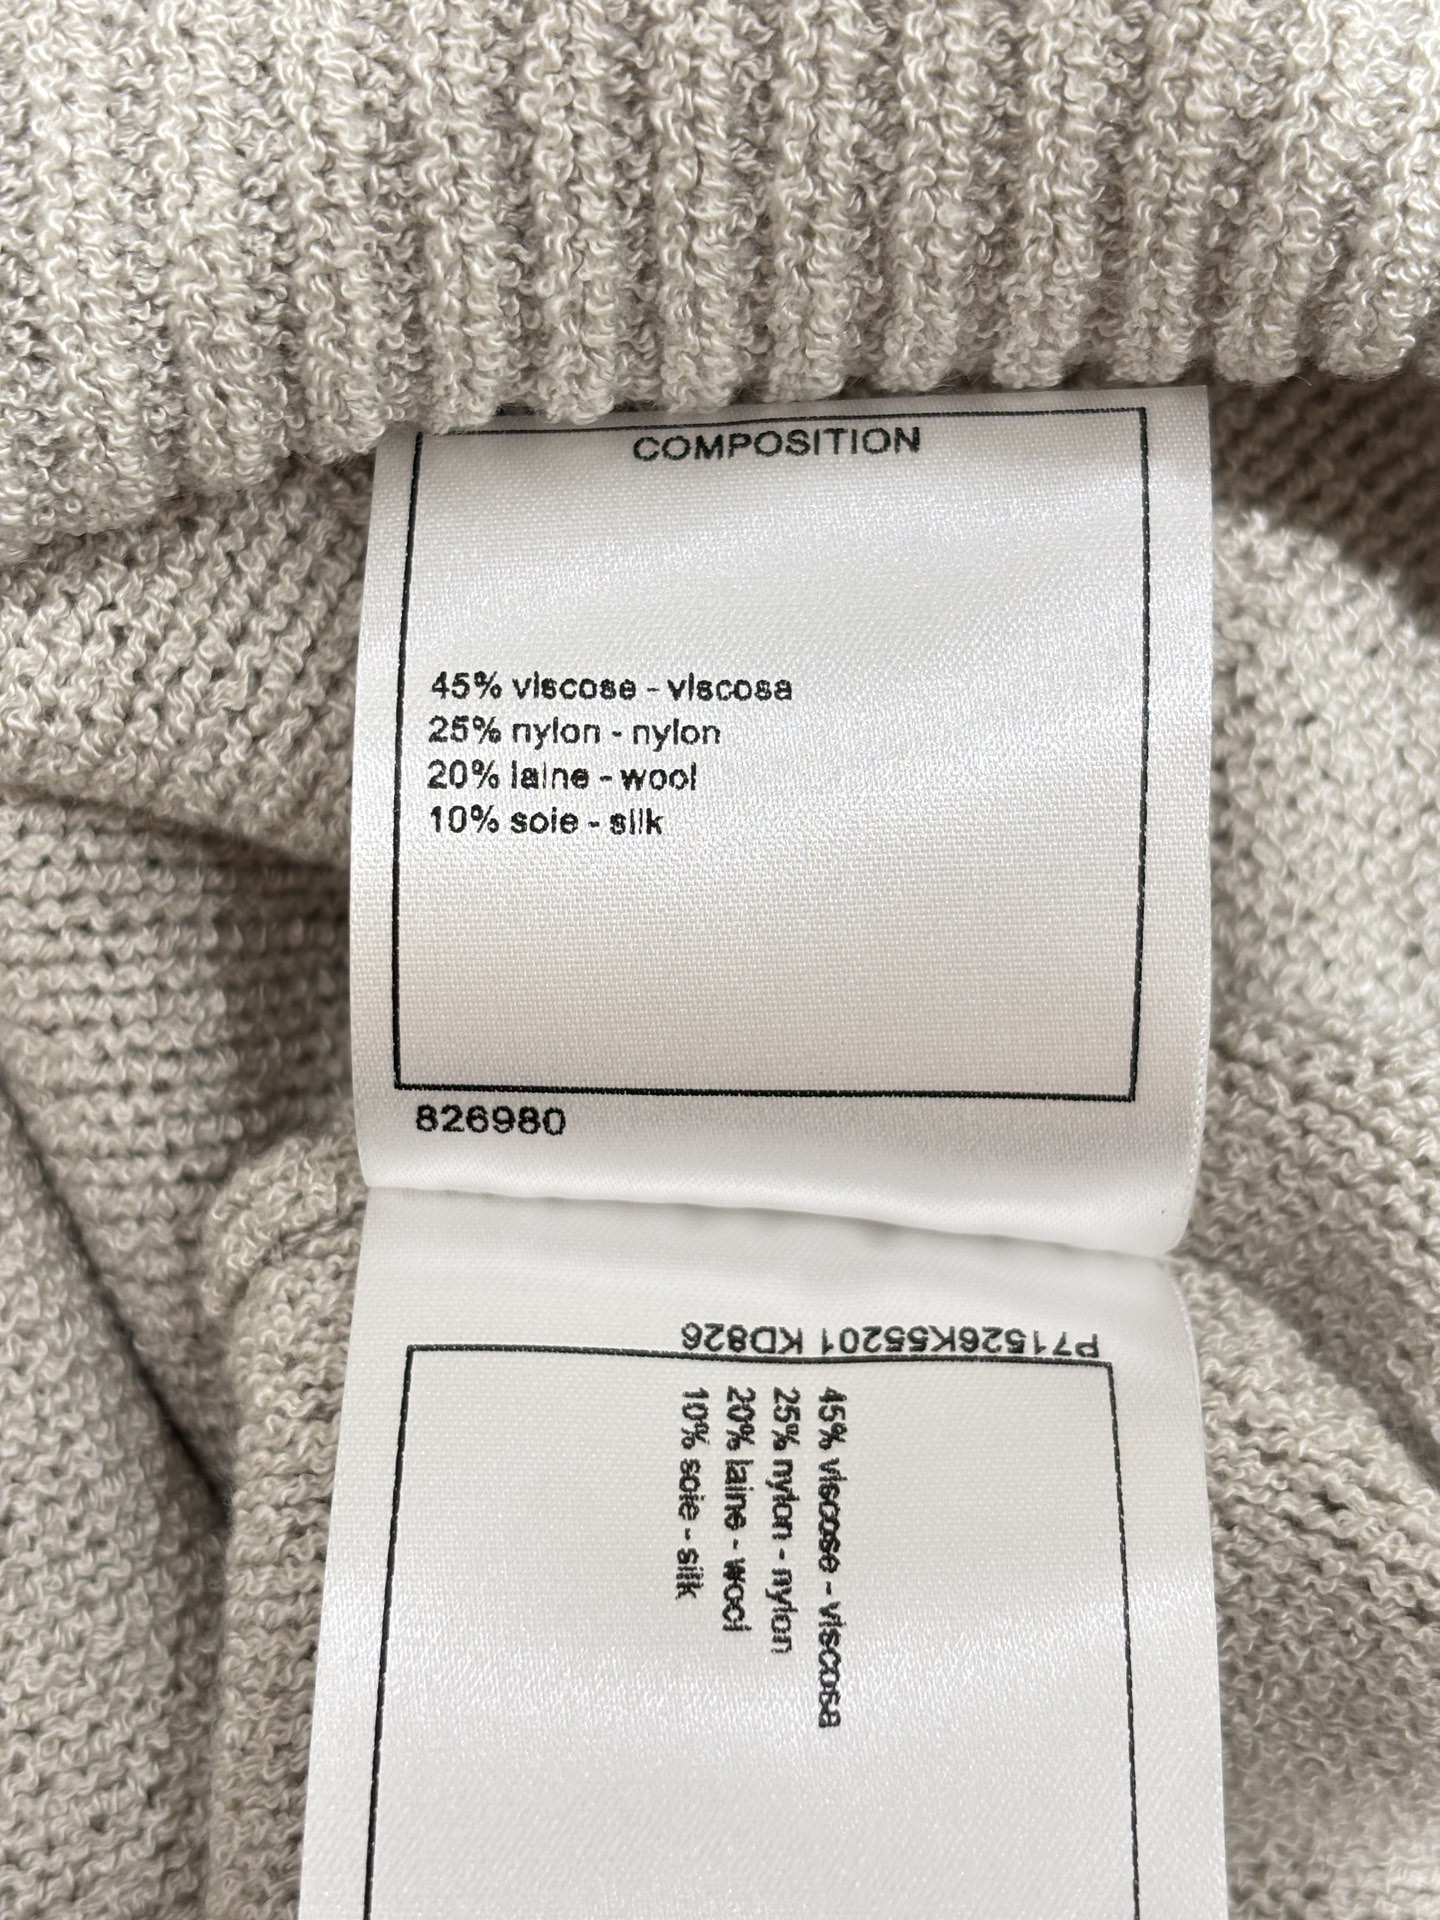 COMPOSITION
45% viscose - viscosa
25% nylon - nylon
20% laine - wool
10% soie - silk
826980
P71526K55201 KD826
45% viscose - viscosa
25% nylon - nylon
20% laine - wool
10% soie - silk